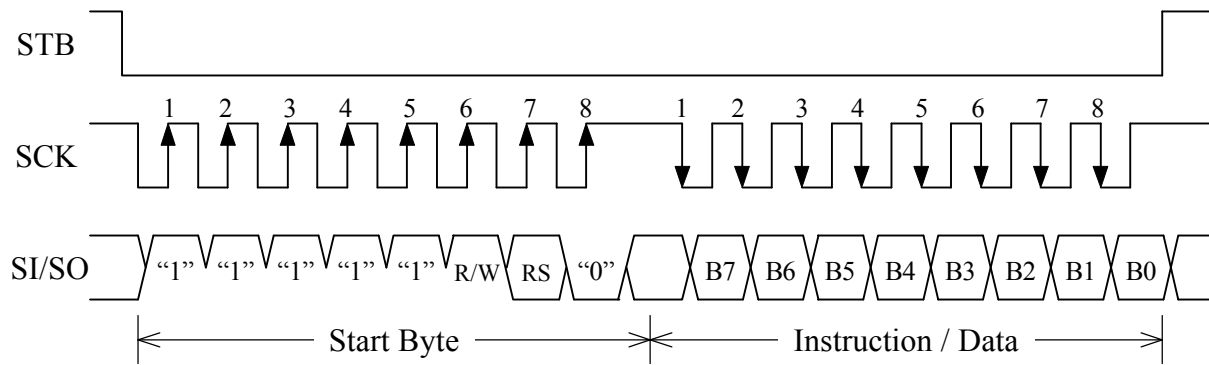 STB
1 2 3 4 5 6 7 8 1 2 3 4 5 6 7 8
SCK
SI/SO “1” “1” “1” “1” “1” R/W RS “0” B7 B6 B5 B4 B3 B2 B1 B0
Start Byte Instruction / Data